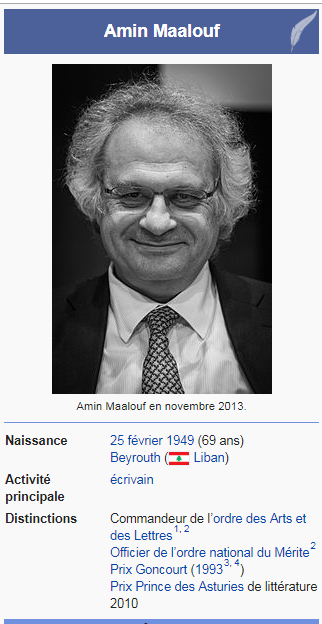 Amin Maalouf
Amin Maalouf en novembre 2013.
Naissance 25 février 1949 (69 ans)
Beyrouth ( Liban)
Activité écrivain
principale
Distinctions Commandeur de l'ordre des Arts et
des Lettres1, 2
Officier de l'ordre national du Mérite2
Prix Goncourt (19933, 4)
Prix Prince des Asturies de littérature
2010